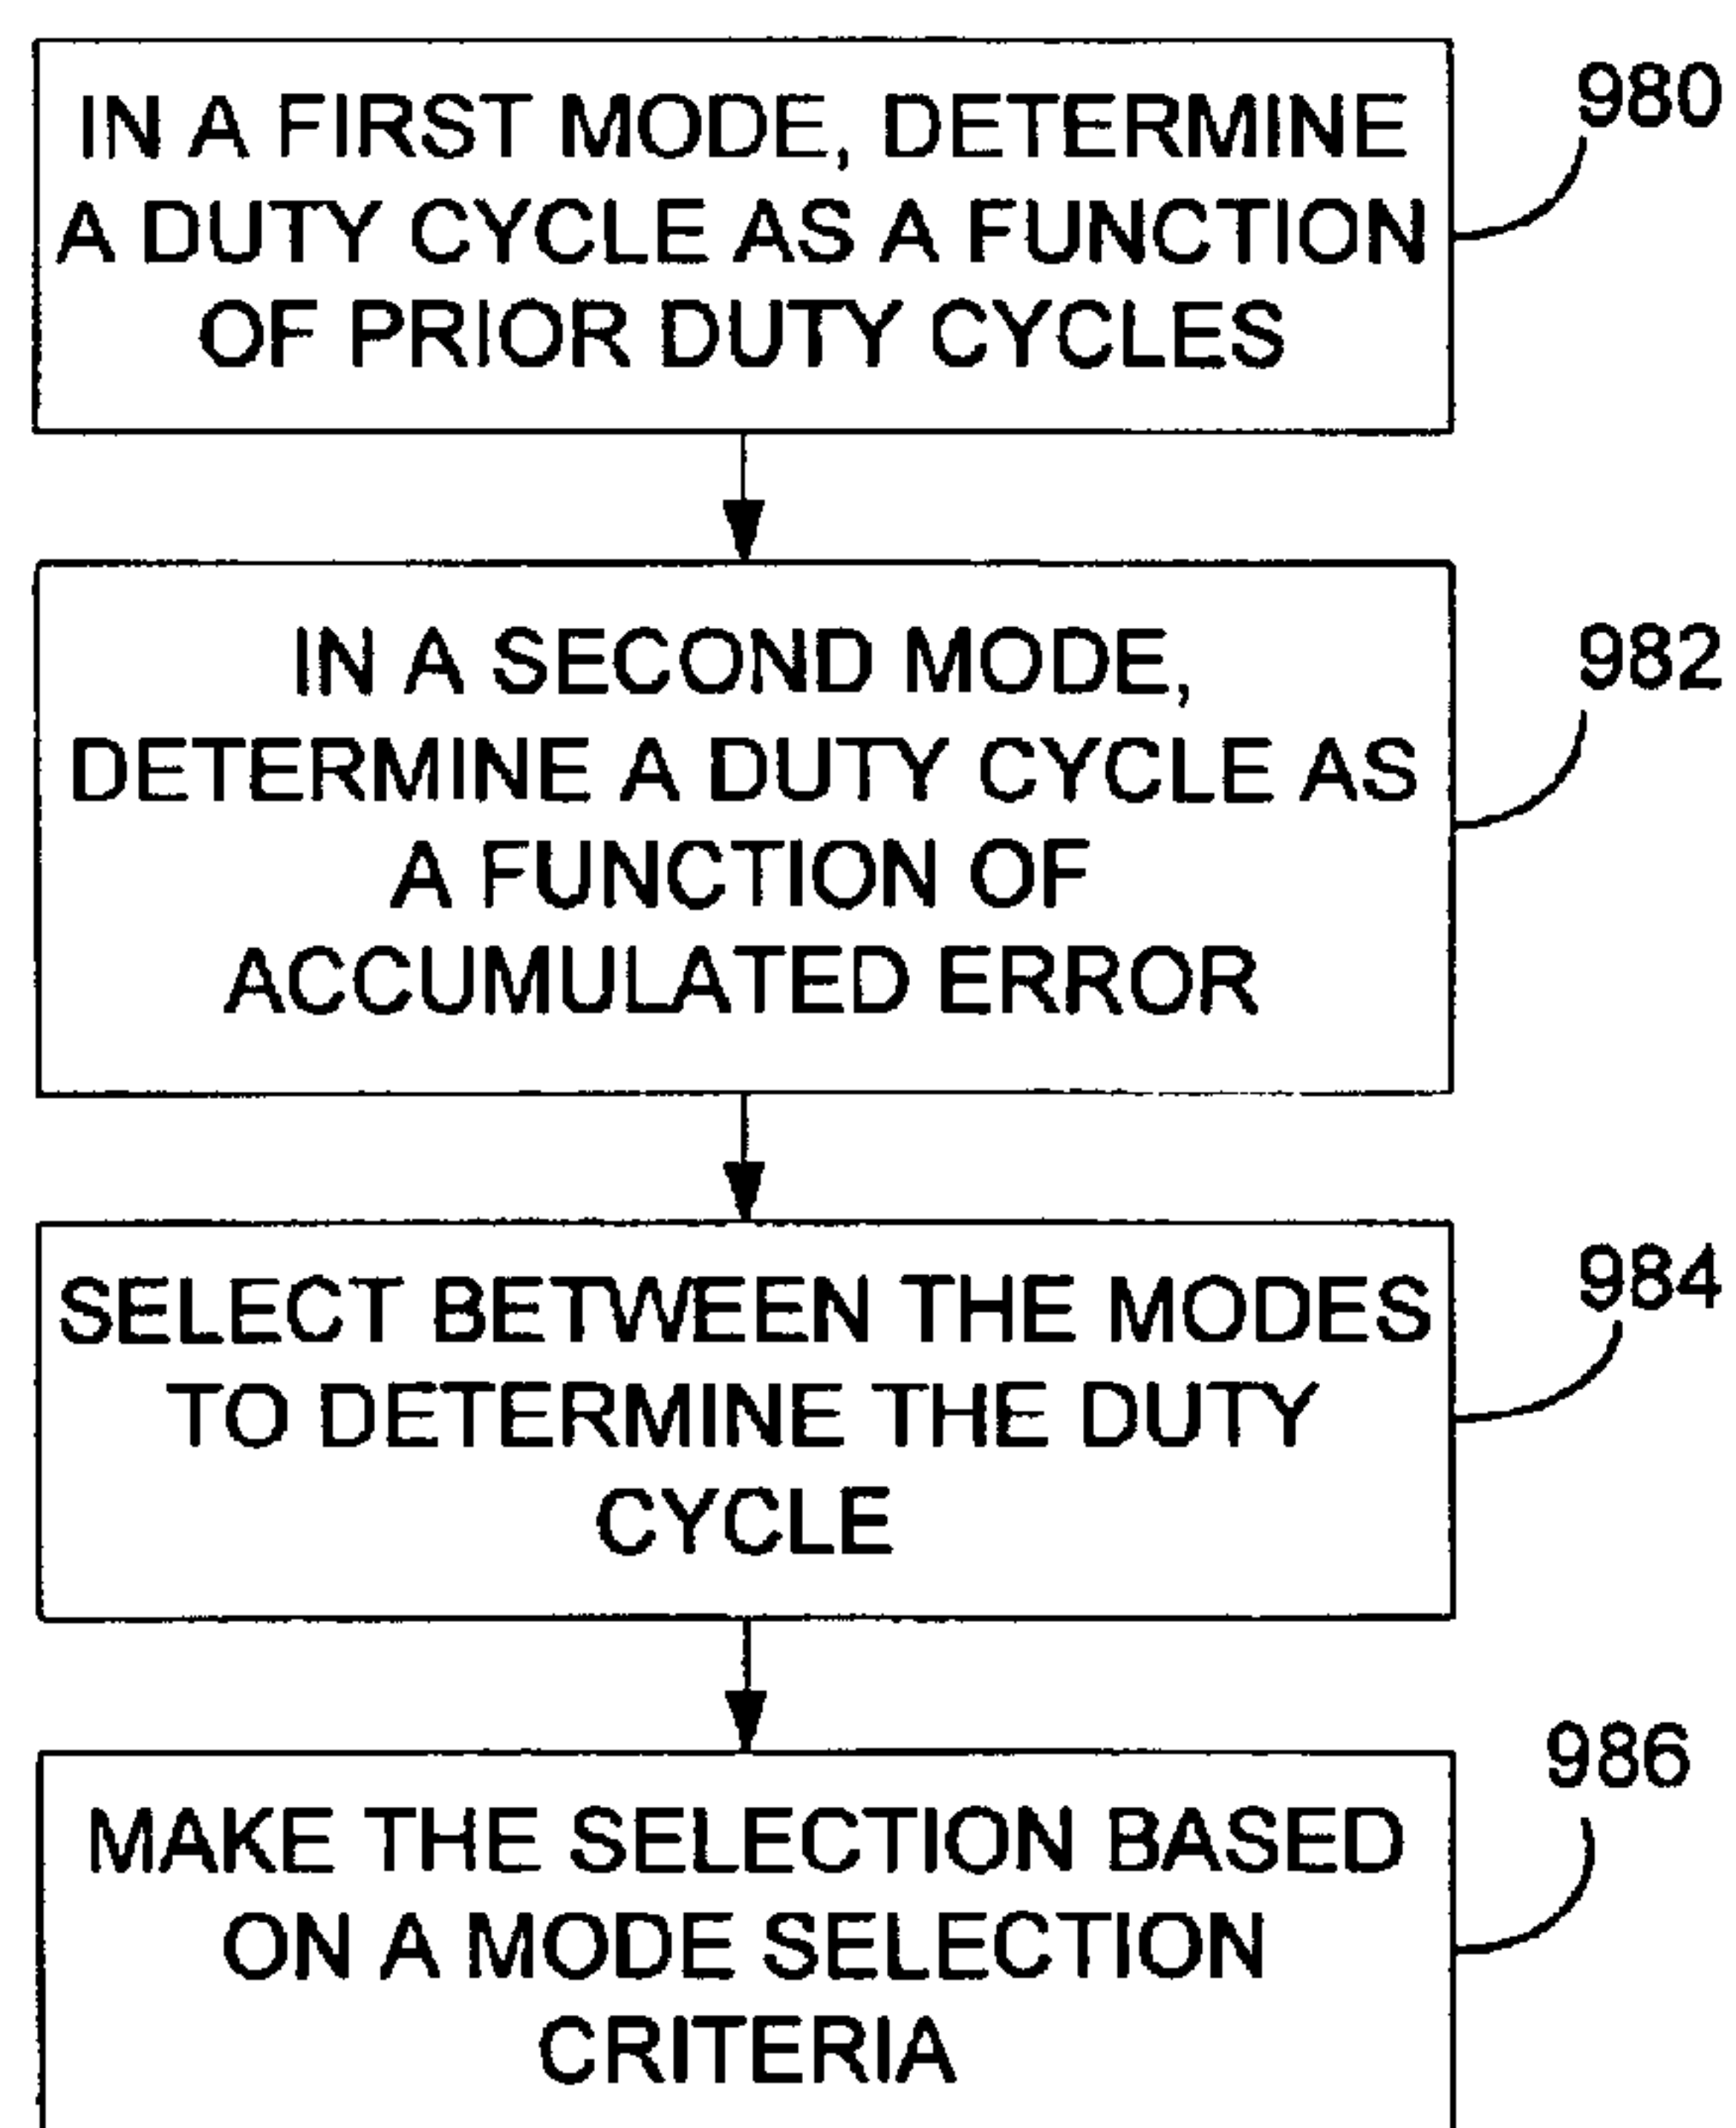 IN A FIRST MODE, DETERMINE
A DUTY CYCLE AS A FUNCTION
OF PRIOR DUTY CYCLES
980
IN A SECOND MODE,
DETERMINE A DUTY CYCLE AS
A FUNCTION OF
ACCUMULATED ERROR
982
SELECT BETWEEN THE MODES
TO DETERMINE THE DUTY
CYCLE
984
MAKE THE SELECTION BASED
ON A MODE SELECTION
CRITERIA
986